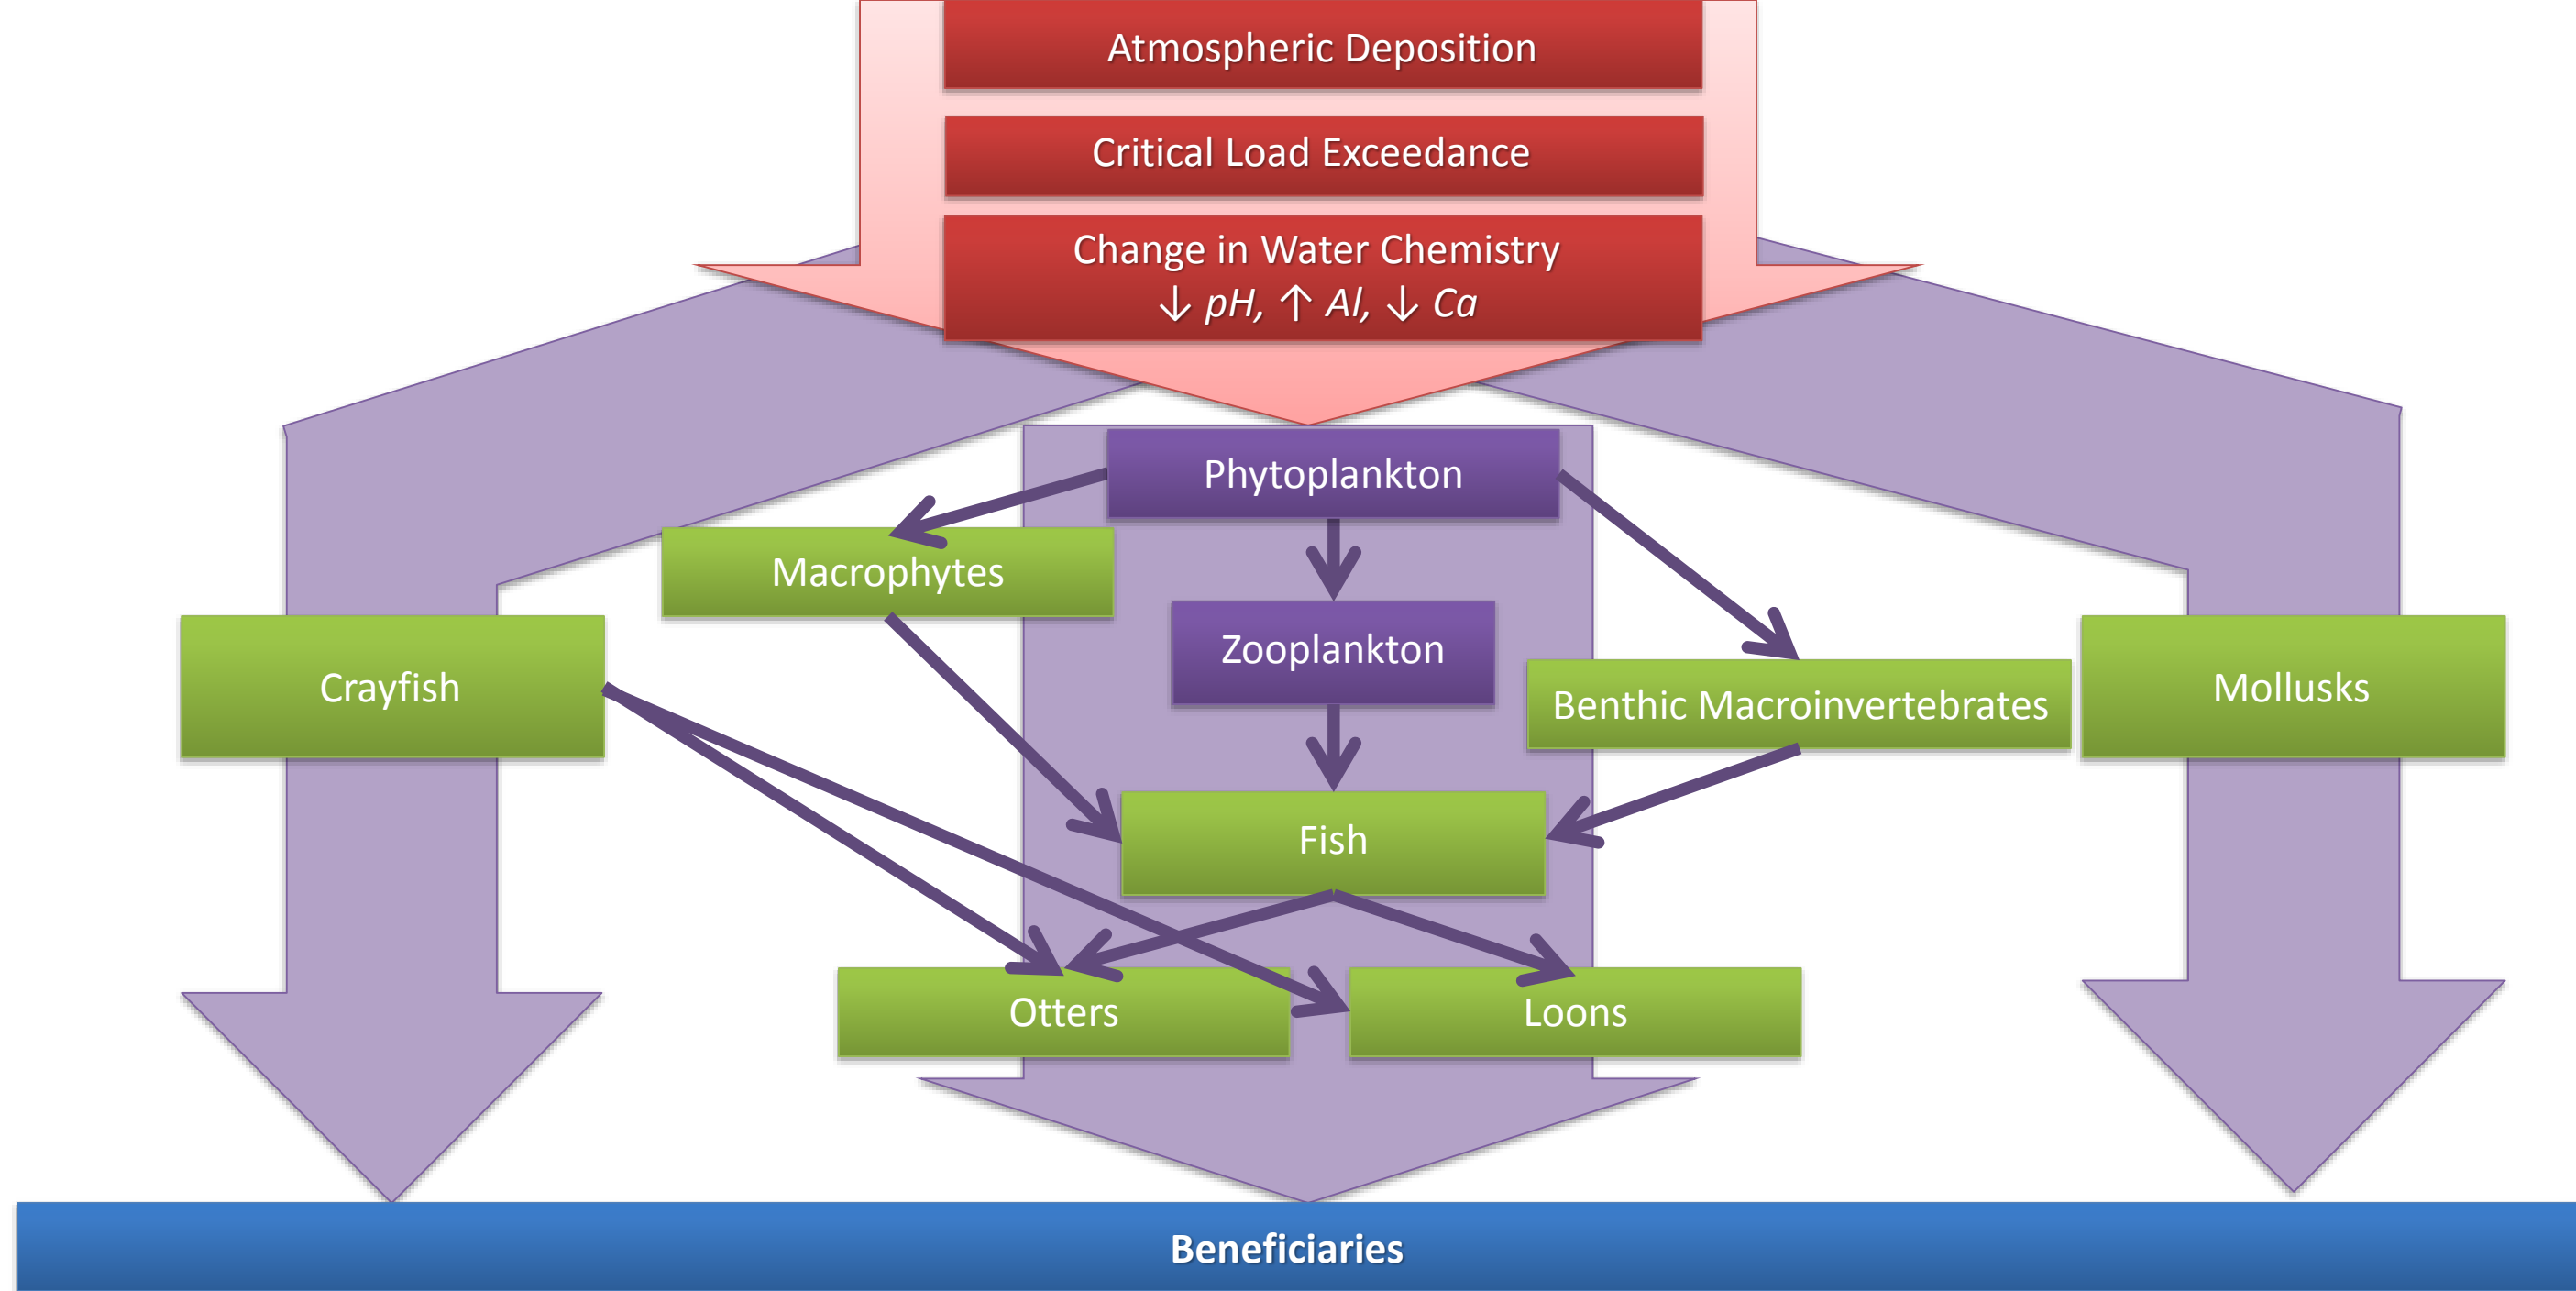 Atmospheric Deposition
Critical Load Exceedance
Change in Water Chemistry
↓ pH, ↑ Al, ↓ Ca
Phytoplankton
Macrophytes
Zooplankton
Crayfish
Benthic Macroinvertebrates
Mollusks
Fish
Otters
Loons
Beneficiaries